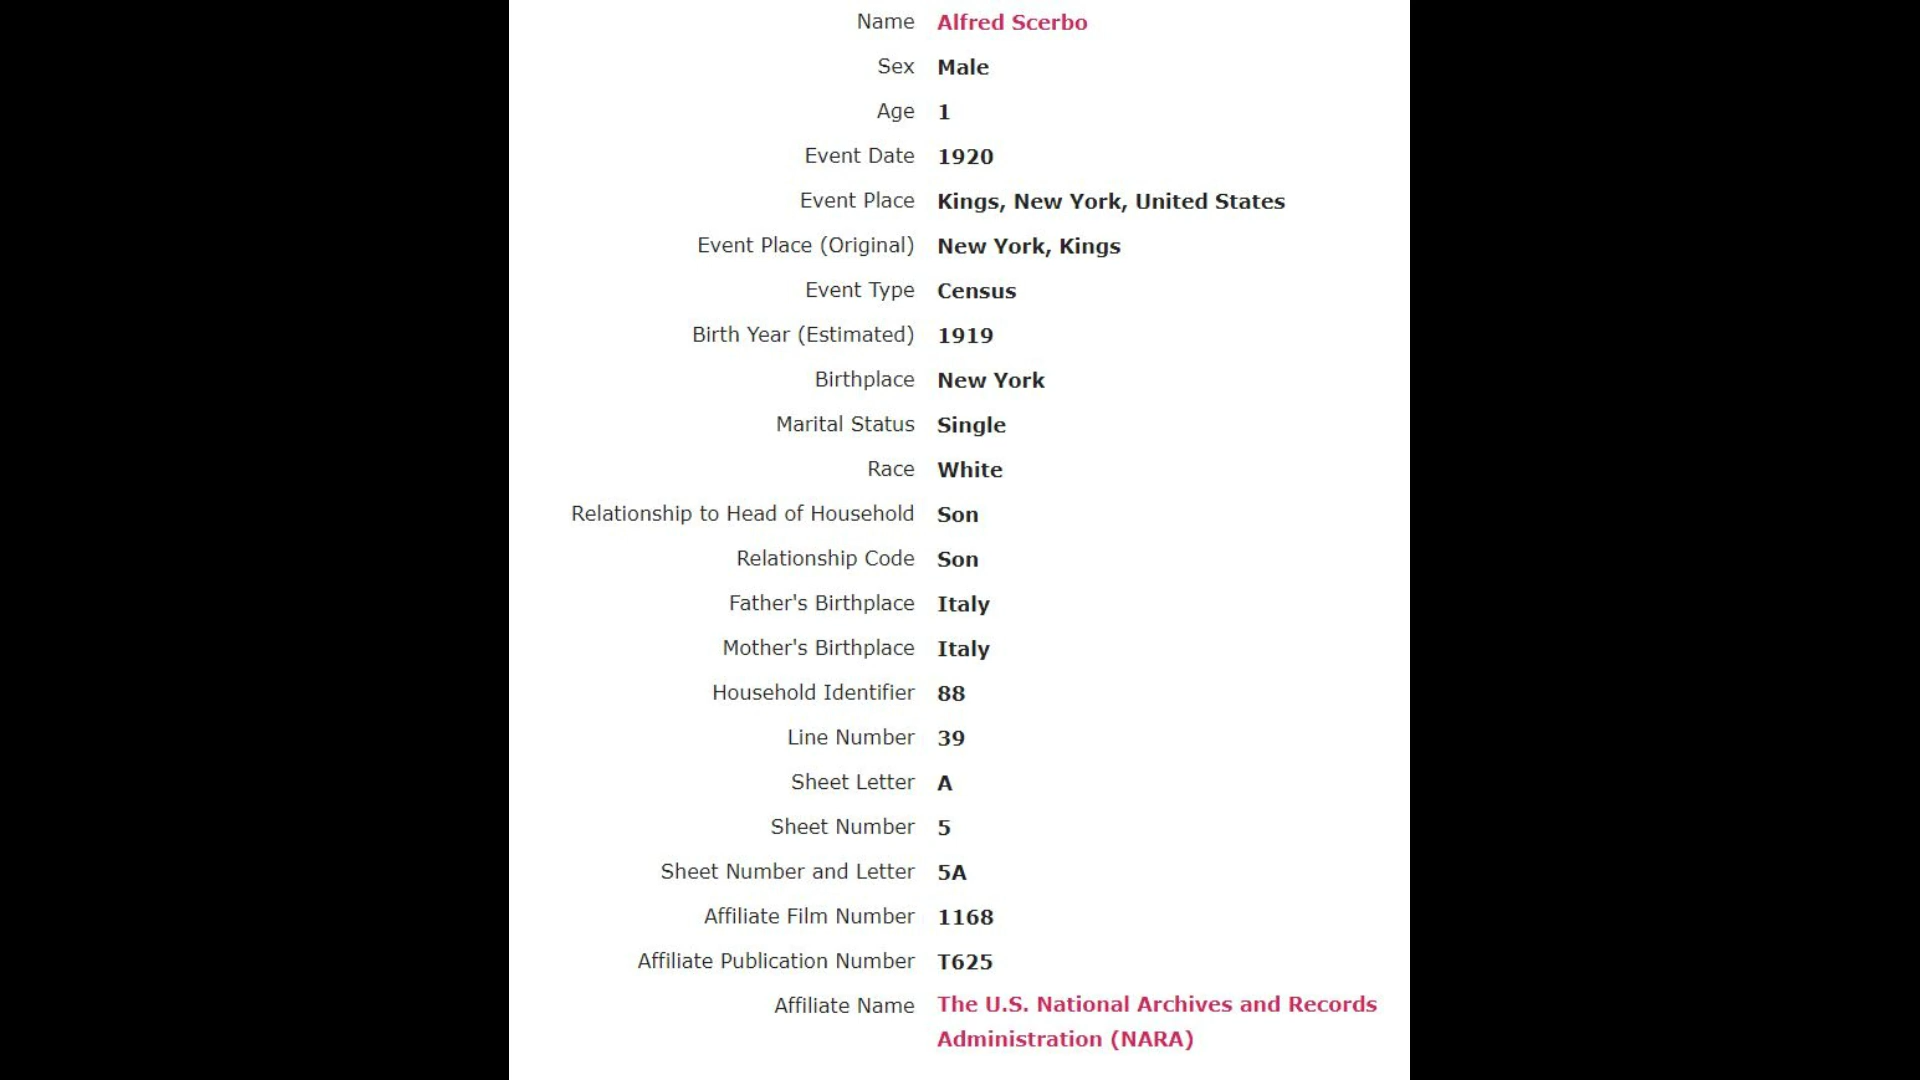 Name Alfred Scerbo
Sex Male
Age 1
Event Date 1920
Event Place Kings, New York, United States
Event Place (Original) New York, Kings
Event Type Census
Birth Year (Estimated) 1919
Birthplace New York
Marital Status Single
Race White
Relationship to Head of Household Son
Relationship Code Son
Father's Birthplace Italy
Mother's Birthplace Italy
Household Identifier 88
Line Number 39
Sheet Letter A
Sheet Number 5
Sheet Number and Letter 5A
Affiliate Film Number 1168
Affiliate Publication Number T625
Affiliate Name The U.S. National Archives and Records
Administration (NARA)